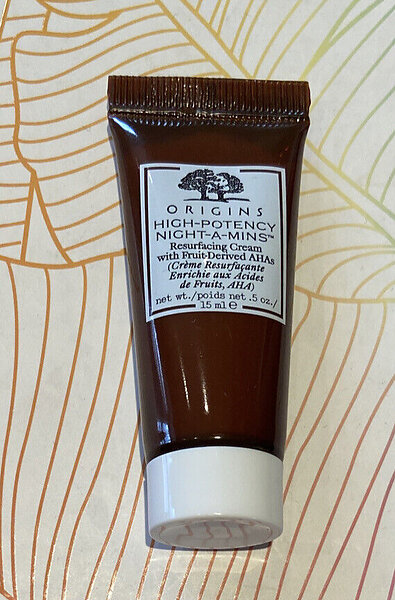 ORIGINS
HIGH-POTENCY
NIGHT-A-MINS™
Resurfacing Cream
with Fruit-Derived AHAs
(Crème Resurfaçante
Enrichie aux Acides
de Fruits, AHA)
net wt./poids net .5 oz./
15 ml ℮